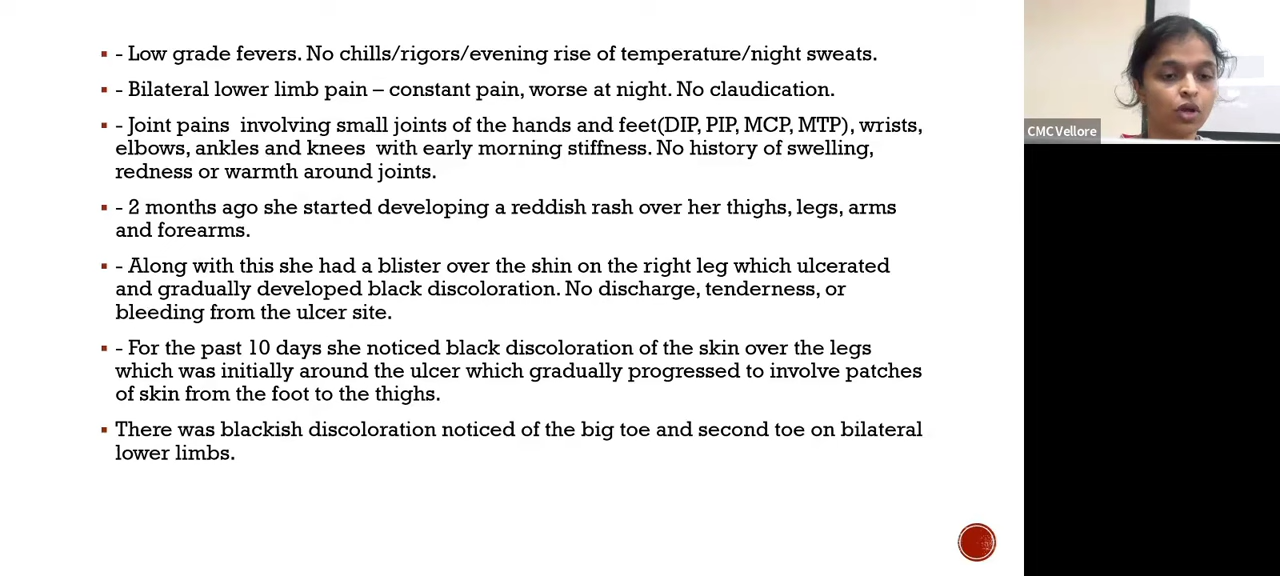 - Low grade fevers. No chills/rigors/evening rise of temperature/night sweats.
- Bilateral lower limb pain – constant pain, worse at night. No claudication.
- Joint pains involving small joints of the hands and feet(DIP, PIP, MCP, MTP), wrists,
elbows, ankles and knees with early morning stiffness. No history of swelling,
redness or warmth around joints.
- 2 months ago she started developing a reddish rash over her thighs, legs, arms
and forearms.
- Along with this she had a blister over the shin on the right leg which ulcerated
and gradually developed black discoloration. No discharge, tenderness, or
bleeding from the ulcer site.
- For the past 10 days she noticed black discoloration of the skin over the legs
which was initially around the ulcer which gradually progressed to involve patches
of skin from the foot to the thighs.
There was blackish discoloration noticed of the big toe and second toe on bilateral
lower limbs.
CMC Vellore